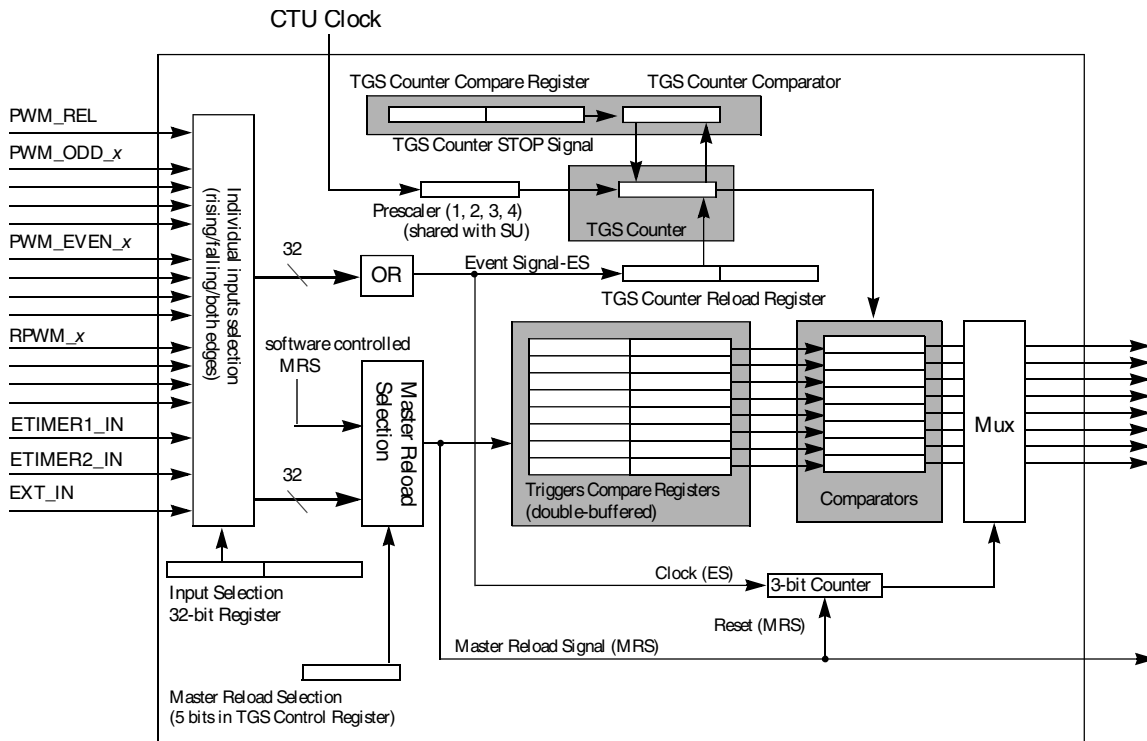 CTU Clock
TGS Counter Compare Register
TGS Counter Comparator
PWM_REL
TGS Counter STOP Signal
PWM_ODD_x
Individual inputs selection
(rising/falling/both edges)
Prescaler (1, 2, 3, 4)
(shared with SU)
TGS Counter
PWM_EVEN_x
32
OR
Event Signal-ES
TGS Counter Reload Register
RPWM_x
software controlled
MRS
Master Reload
Selection
Mux
ETIMER1_IN
ETIMER2_IN
32
EXT_IN
Triggers Compare Registers
(double-buffered)
Comparators
Clock (ES)
3-bit Counter
Input Selection
32-bit Register
Reset (MRS)
Master Reload Signal (MRS)
Master Reload Selection
(5 bits in TGS Control Register)